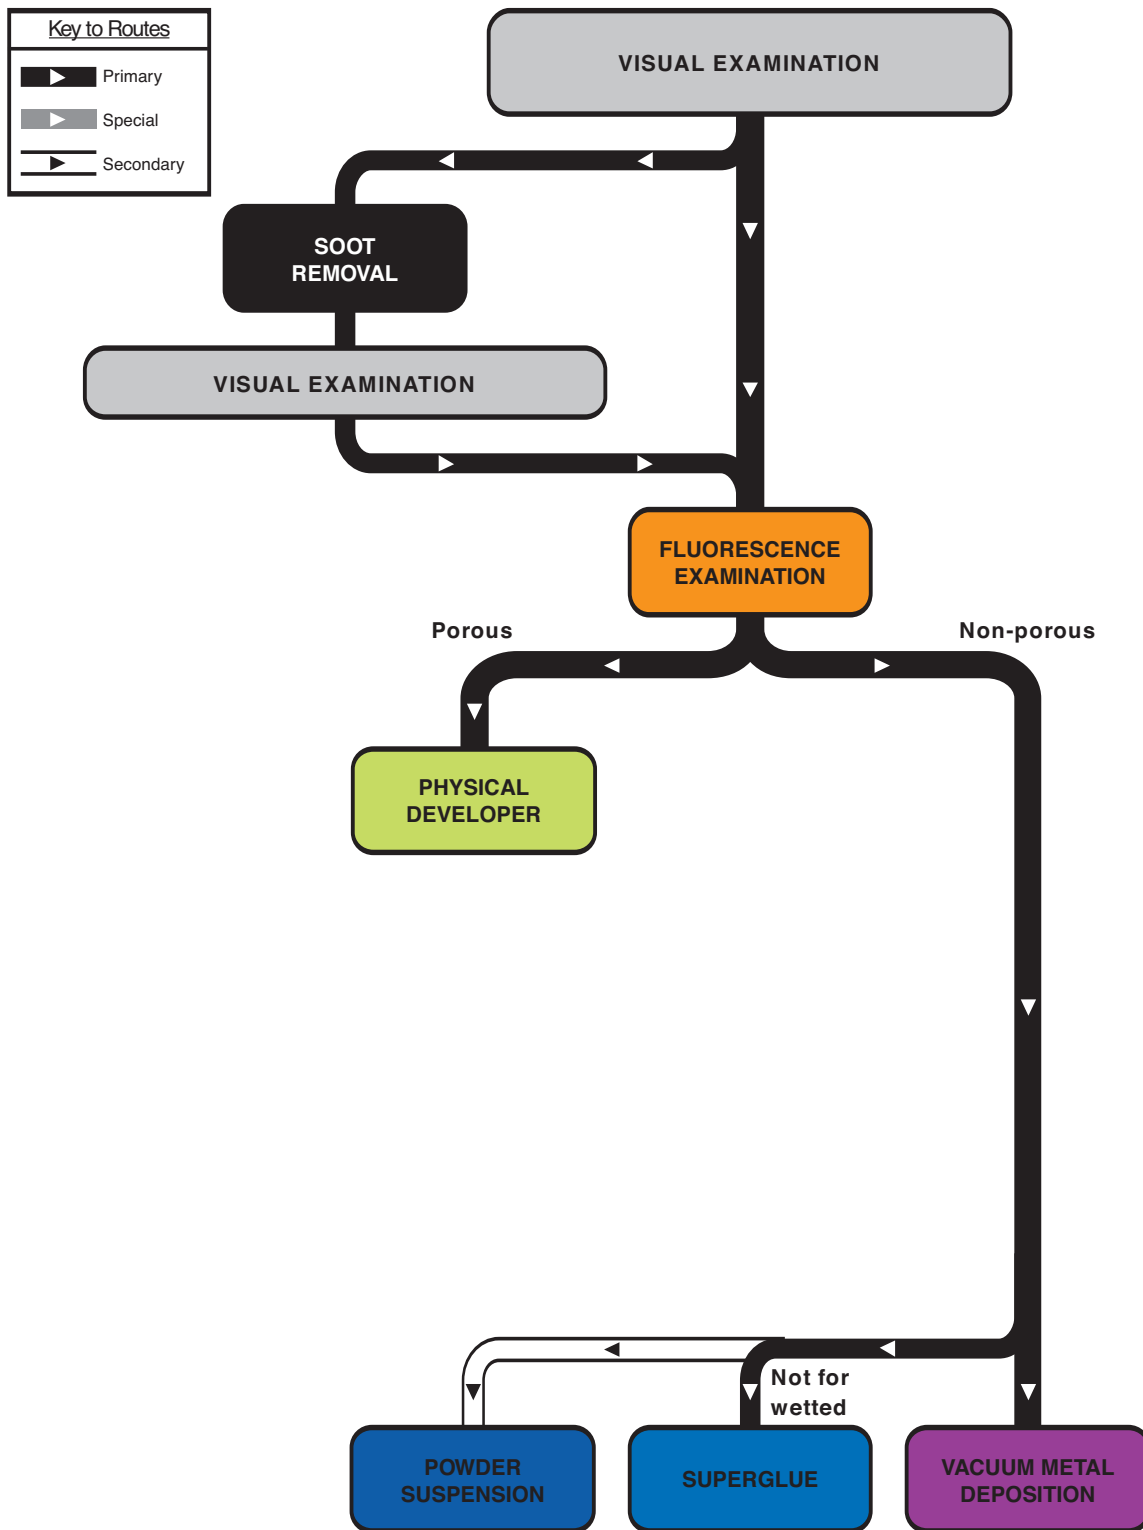 Key to Routes
Primary
Special
Secondary
VISUAL EXAMINATION
SOOT
REMOVAL
VISUAL EXAMINATION
FLUORESCENCE
EXAMINATION
Porous
Non-porous
PHYSICAL
DEVELOPER
Not for
wetted
POWDER
SUSPENSION
SUPERGLUE
VACUUM METAL
DEPOSITION